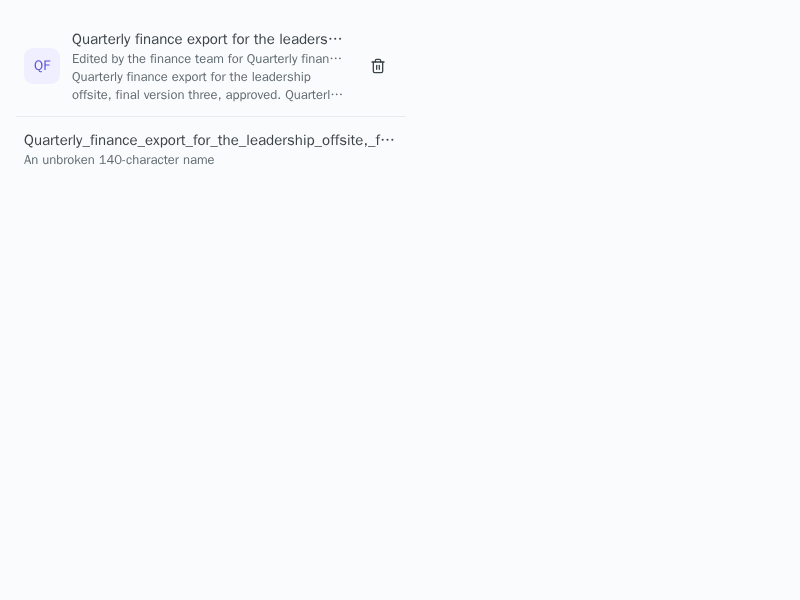 Quarterly finance export for the leaders⋯
QF
Edited by the finance team for Quarterly finan⋯
Quarterly finance export for the leadership
offsite, final version three, approved. Quarterl⋯
Quarterly_finance_export_for_the_leadership_offsite,_f⋯
An unbroken 140-character name